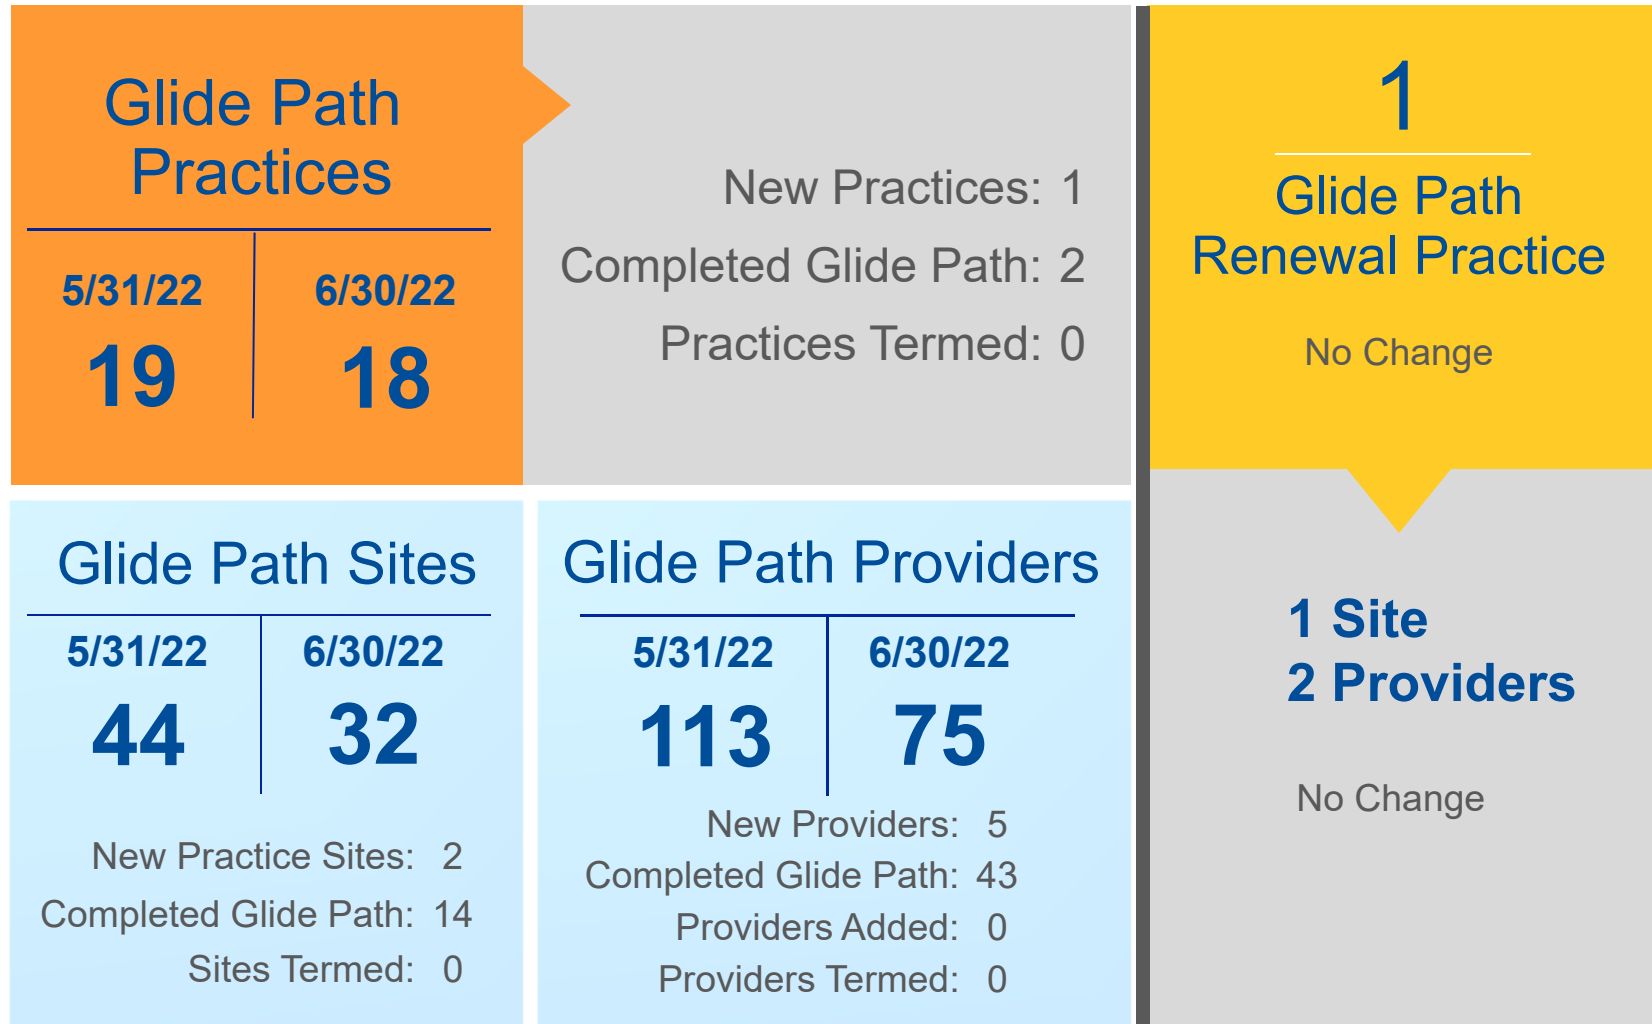 Glide Path
Practices
5/31/22
6/30/22
19
18
New Practices: 1
Completed Glide Path: 2
Practices Termed: 0
1
Glide Path
Renewal Practice
No Change
1 Site
2 Providers
No Change
Glide Path Sites
5/31/22
6/30/22
44
32
New Practice Sites: 2
Completed Glide Path: 14
Sites Termed: 0
Glide Path Providers
5/31/22
6/30/22
113
75
New Providers: 5
Completed Glide Path: 43
Providers Added: 0
Providers Termed: 0